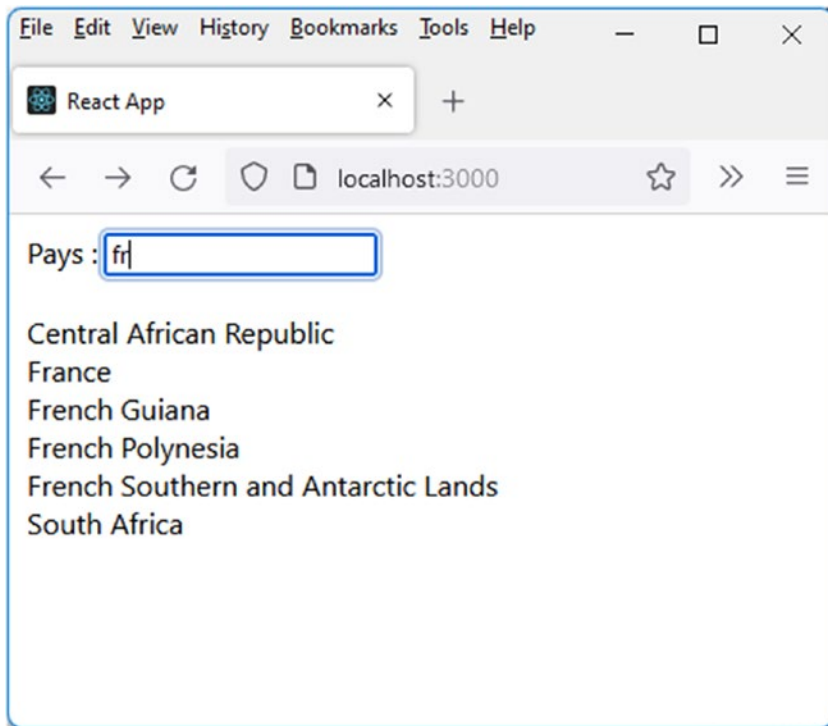 File Edit View History Bookmarks Tools Help
React App
localhost:3000
Pays : fr
Central African Republic
France
French Guiana
French Polynesia
French Southern and Antarctic Lands
South Africa